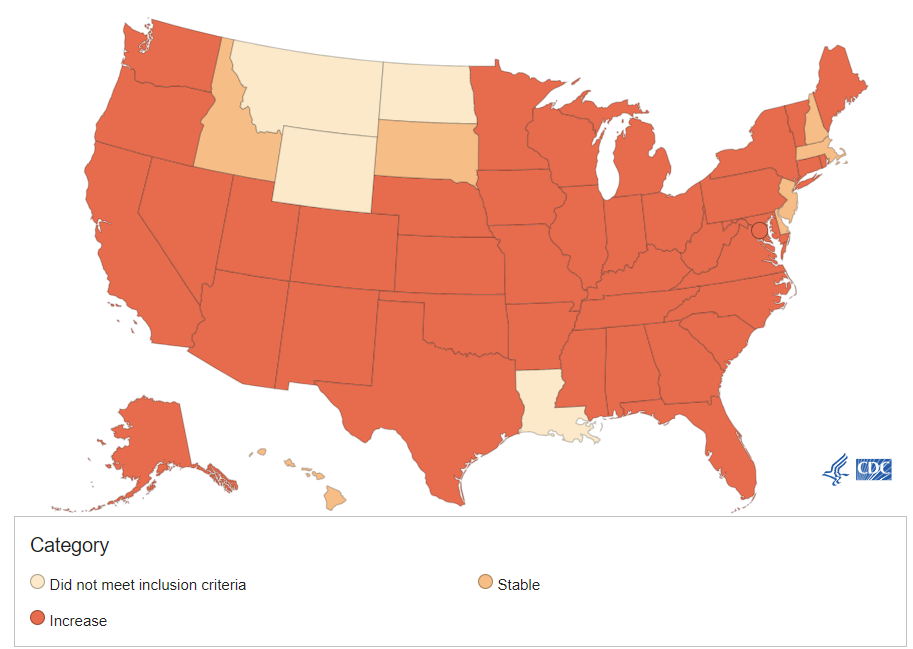 CDC
Category
Did not meet inclusion criteria
Stable
Increase